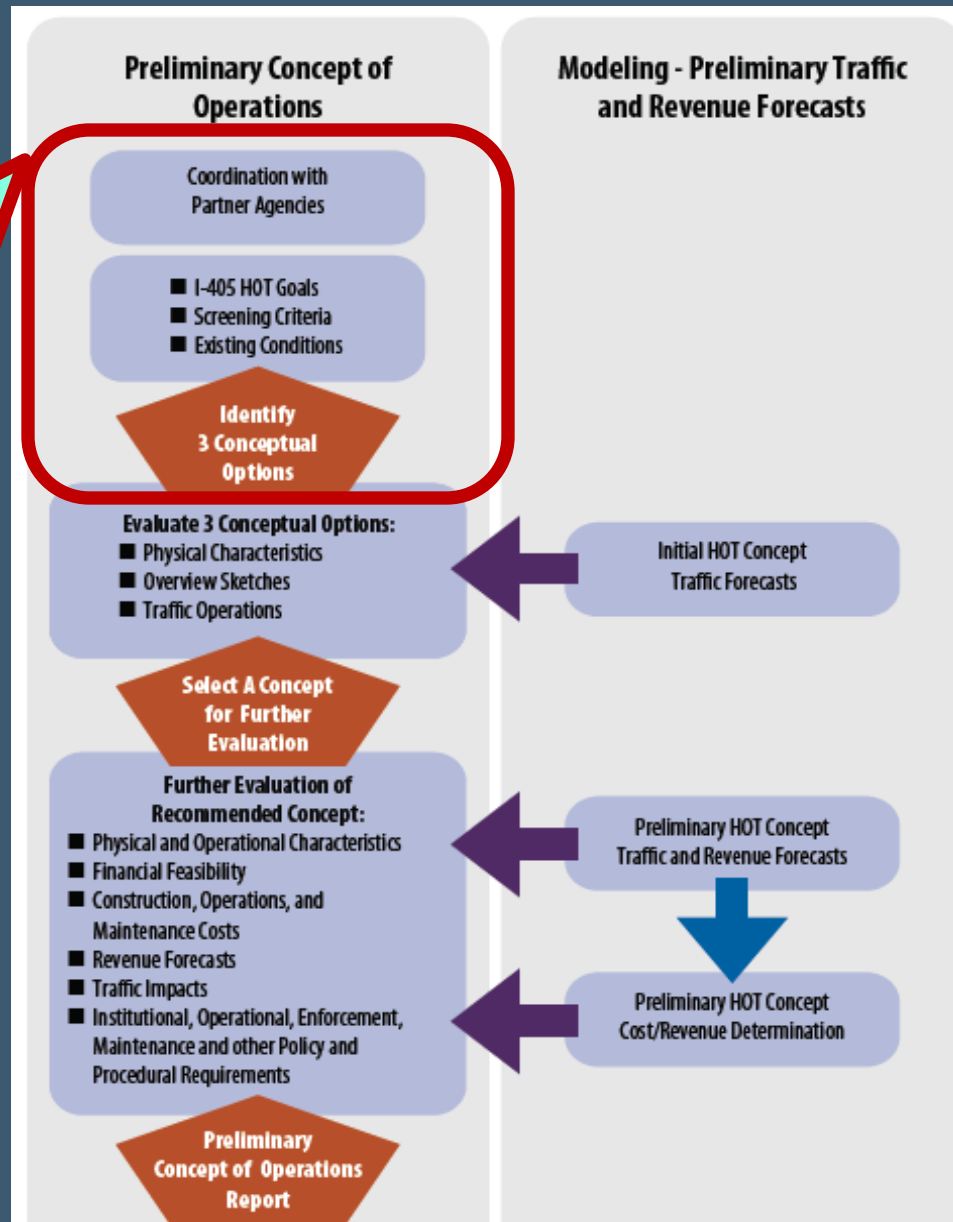 Preliminary Concept of
Operations
Coordination with
Partner Agencies
■ I-405 HOT Goals
■ Screening Criteria
■ Existing Conditions
Identify
3 Conceptual
Options
Evaluate 3 Conceptual Options:
■ Physical Characteristics
■ Overview Sketches
■ Traffic Operations
Select A Concept
for Further
Evaluation
Further Evaluation of
Recommended Concept:
■ Physical and Operational Characteristics
■ Financial Feasibility
■ Construction, Operations, and
Maintenance Costs
■ Revenue Forecasts
■ Traffic Impacts
■ Institutional, Operational, Enforcement,
Maintenance and other Policy and
Procedural Requirements
Preliminary
Concept of Operations
Report
Modeling - Preliminary Traffic
and Revenue Forecasts
Initial HOT Concept
Traffic Forecasts
Preliminary HOT Concept
Traffic and Revenue Forecasts
Preliminary HOT Concept
Cost/Revenue Determination